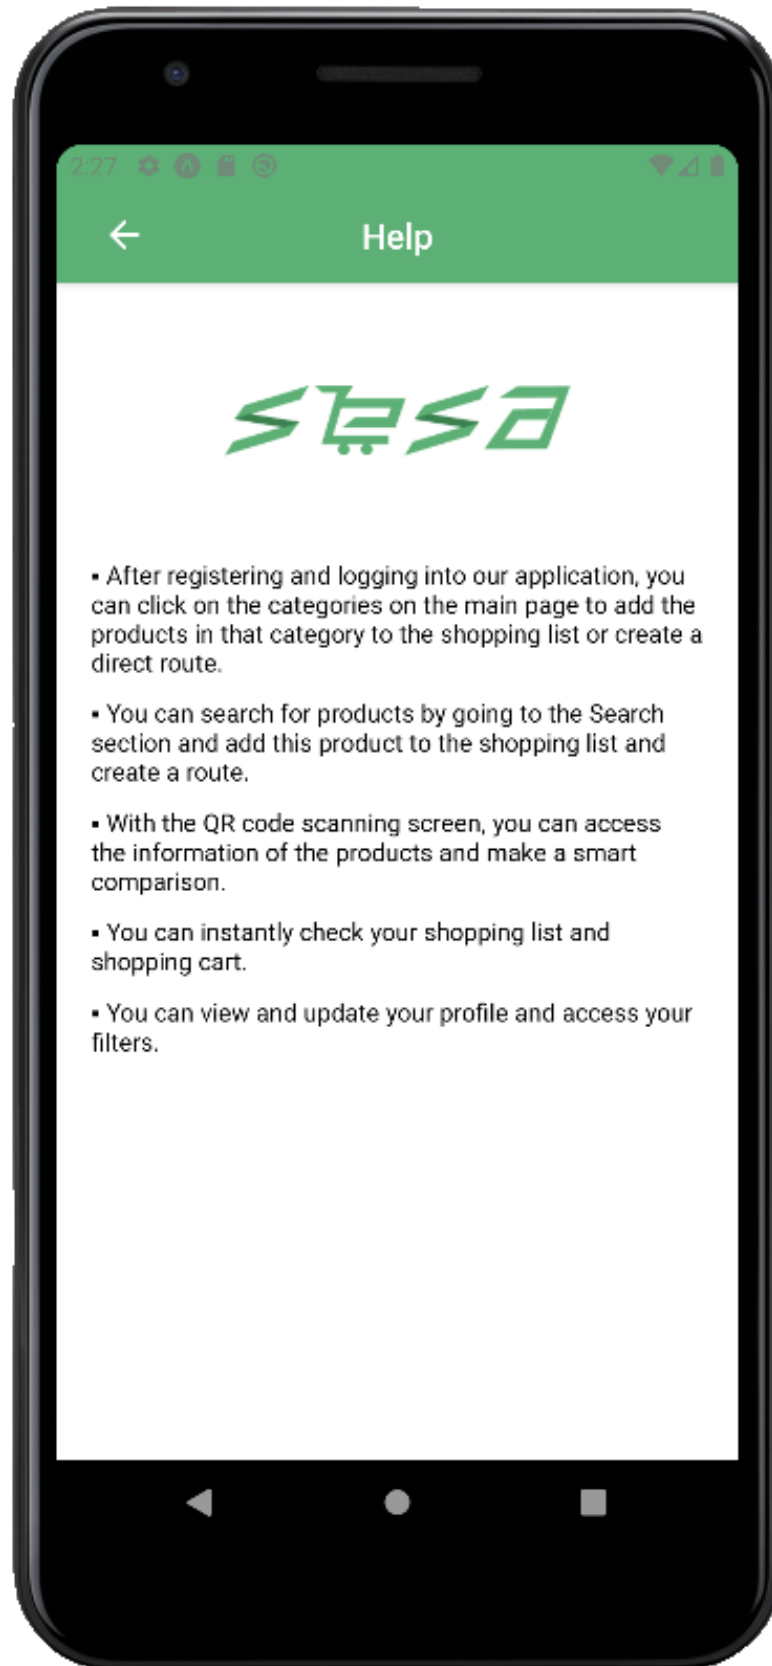 2:27
Help
sesa
▪ After registering and logging into our application, you
can click on the categories on the main page to add the
products in that category to the shopping list or create a
direct route.
▪ You can search for products by going to the Search
section and add this product to the shopping list and
create a route.
▪ With the QR code scanning screen, you can access
the information of the products and make a smart
comparison.
▪ You can instantly check your shopping list and
shopping cart.
▪ You can view and update your profile and access your
filters.